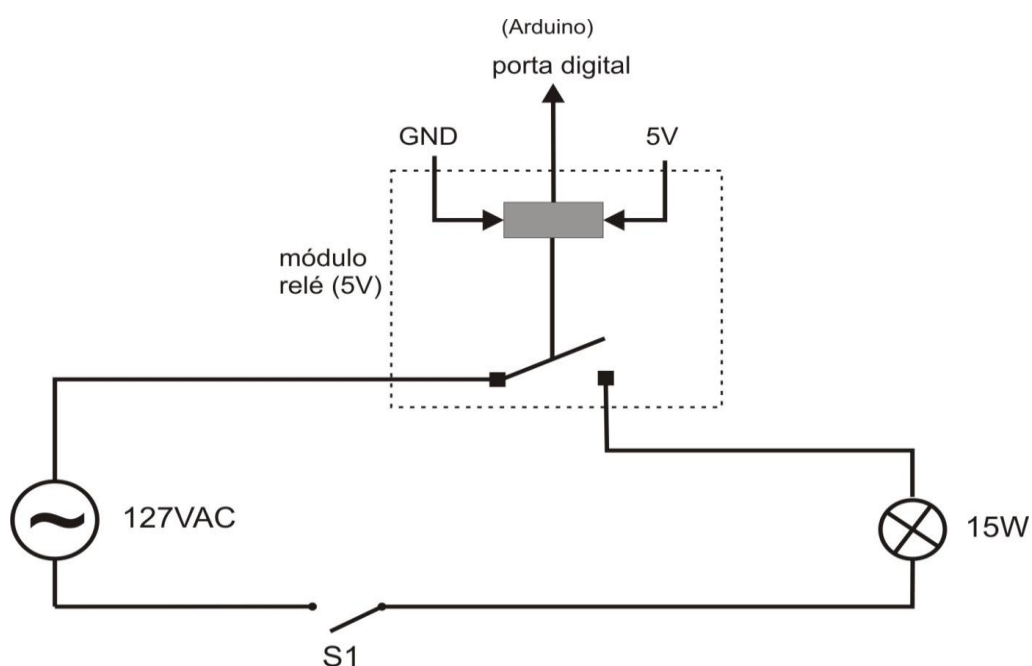 (Arduino)
porta digital
GND
5V
módulo
relé (5V)
127VAC
15W
S1